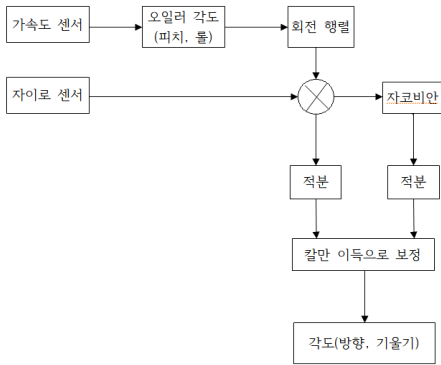 가속도 센서
오일러 각도
(피치, 롤)
회전 행렬
자이로 센서
자코비안
적분
적분
칼만 이득으로 보정
각도(방향, 기울기)